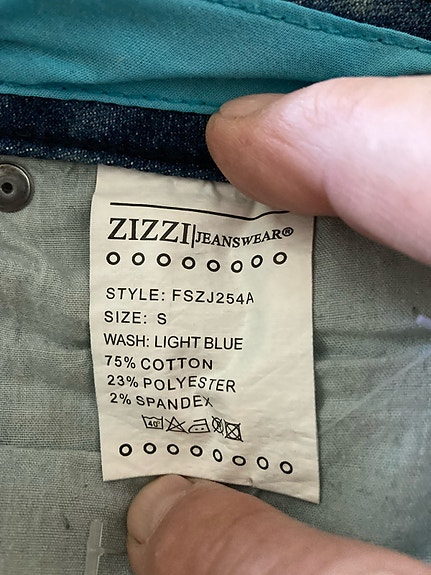 ZIZZI|JEANSWEAR®
STYLE: FSZJ254A
SIZE: S
WASH: LIGHT BLUE
75% COTTON
23% POLYESTER
2% SPANDEX
40°